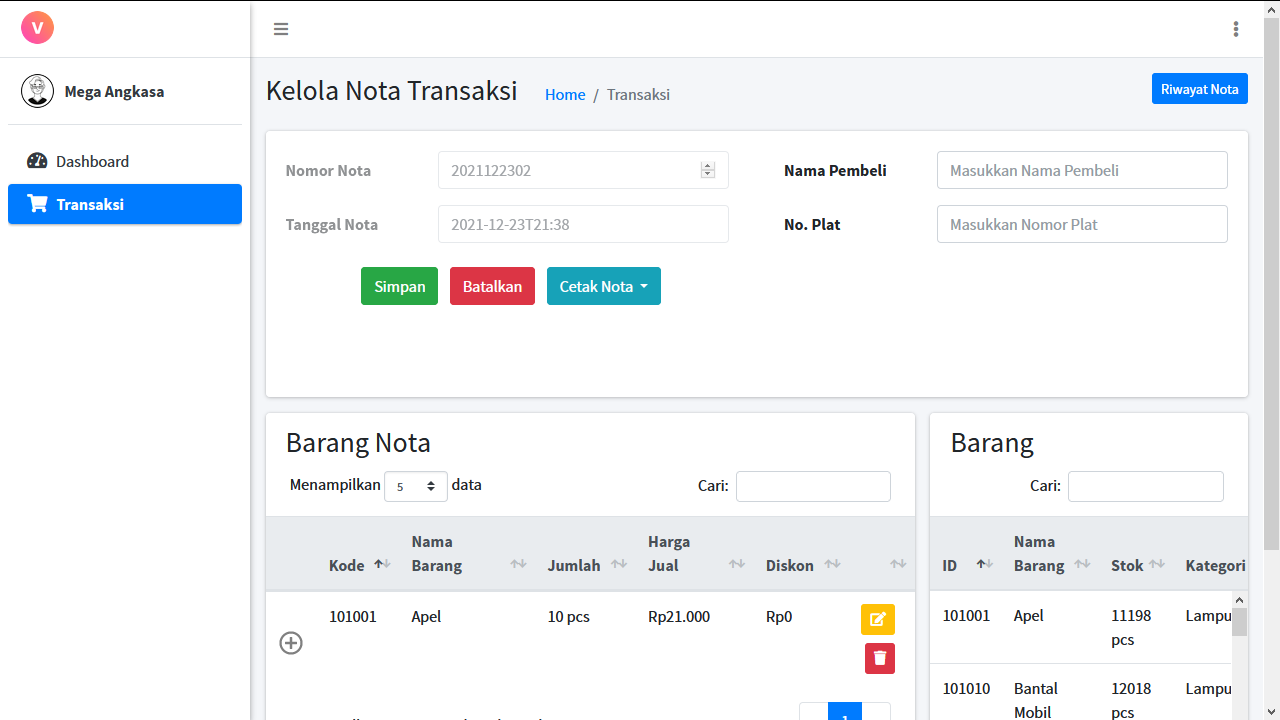 V
Mega Angkasa
Dashboard
Transaksi
Kelola Nota Transaksi
Home / Transaksi
Riwayat Nota
Nomor Nota
2021122302
Nama Pembeli
Masukkan Nama Pembeli
Tanggal Nota
2021-12-23T21:38
No. Plat
Masukkan Nomor Plat
Simpan
Batalkan
Cetak Nota
Barang Nota
Menampilkan 5 data
Cari:
Kode
Nama Barang
Jumlah
Harga Jual
Diskon
101001
Apel
10 pcs
Rp21.000
Rp0
1
Barang
Cari:
ID
Nama Barang
Stok
Kategori
101001
Apel
11198 pcs
Lampu
101010
Bantal Mobil
12018 pcs
Lampu